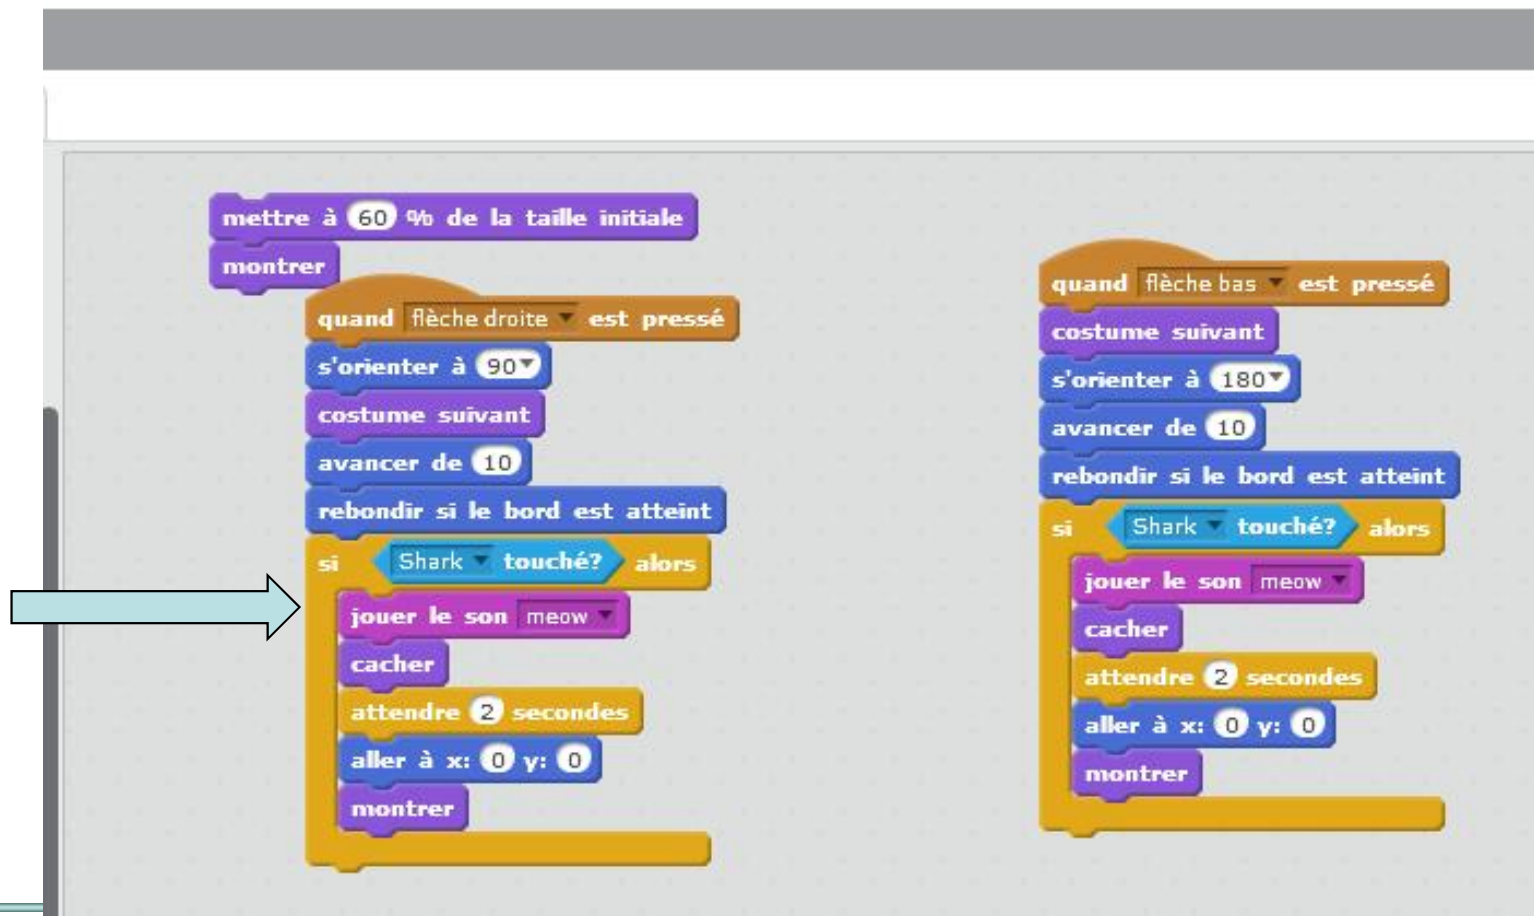 mettre à 60 % de la taille initiale
montrer
quand flèche droite est pressé
s'orienter à 90
costume suivant
avancer de 10
rebondir si le bord est atteint
si Shark touché? alors
jouer le son meow
cacher
attendre 2 secondes
aller à x: 0 y: 0
montrer
quand flèche bas est pressé
costume suivant
s'orienter à 180
avancer de 10
rebondir si le bord est atteint
si Shark touché? alors
jouer le son meow
cacher
attendre 2 secondes
aller à x: 0 y: 0
montrer